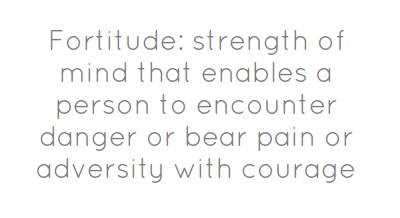 Fortitude: strength of
mind that enables a
person to encounter
danger or bear pain or
adversity with courage